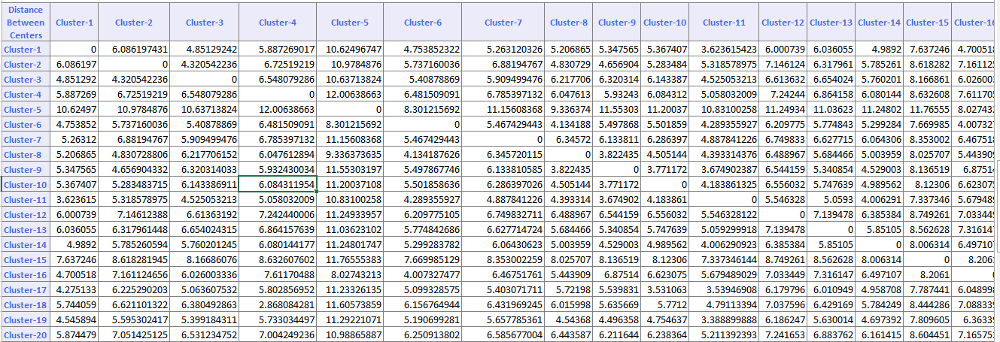 Distance Between Centers Cluster-1 Cluster-2 Cluster-3 Cluster-4 Cluster-5 Cluster-6 Cluster-7 Cluster-8 Cluster-9 Cluster-10 Cluster-11 Cluster-12 Cluster-13 Cluster-14 Cluster-15 Cluster-16
Cluster-1 0 6.086197431 4.85129242 5.887269017 10.62496747 4.753852322 5.263120326 5.206865 5.347565 5.367407 3.623615423 6.000739 6.036055 4.9892 7.637246 4.700518
Cluster-2 6.086197 0 4.320542236 6.72519219 10.9784876 5.737160036 6.88194767 4.830729 4.656904 5.283484 5.318578975 7.146124 6.317961 5.785261 8.618282 7.16112
Cluster-3 4.851292 4.320542236 0 6.548079286 10.63713824 5.40878869 5.909499476 6.217706 6.320314 6.143387 4.525053213 6.613632 6.654024 5.760201 8.166861 6.02600
Cluster-4 5.887269 6.72519219 6.548079286 0 12.00638663 6.481509091 6.785397132 6.047613 5.93243 6.084312 5.058032009 7.24244 6.864158 6.080144 8.632608 7.61170
Cluster-5 10.62497 10.9784876 10.63713824 12.00638663 0 8.301215692 11.15608368 9.336374 11.55303 11.20037 10.83100258 11.24934 11.03623 11.24802 11.76555 8.02743
Cluster-6 4.753852 5.737160036 5.40878869 6.481509091 8.301215692 0 5.467429443 4.134188 5.497868 5.501859 4.289355927 6.209775 5.774843 5.299284 7.669985 4.00732
Cluster-7 5.26312 6.88194767 5.909499476 6.785397132 11.15608368 5.467429443 0 6.34572 6.133811 6.286397 4.887841226 6.749833 6.627715 6.064306 8.353002 6.46751
Cluster-8 5.206865 4.830728806 6.217706152 6.047612894 9.336373635 4.134187626 6.345720115 0 3.822435 4.505144 4.393314376 6.488967 5.684466 5.003959 8.025707 5.44390
Cluster-9 5.347565 4.656904332 6.320314033 5.932430034 11.55303197 5.497867746 6.133810585 3.822435 0 3.771172 3.674902387 6.544159 5.340854 4.529003 8.136519 6.8751
Cluster-10 5.367407 5.283483715 6.143386911 6.084311954 11.20037108 5.501858636 6.286397026 4.505144 3.771172 0 4.183861325 6.556032 5.747639 4.989562 8.12306 6.62307
Cluster-11 3.623615 5.318578975 4.525053213 5.058032009 10.83100258 4.289355927 4.887841226 4.393314 3.674902 4.183861 0 5.546328 5.0593 4.006291 7.337346 5.67948
Cluster-12 6.000739 7.14612388 6.61363192 7.242440006 11.24933957 6.209775105 6.749832711 6.488967 6.544159 6.556032 5.546328122 0 7.139478 6.385384 8.749261 7.03344
Cluster-13 6.036055 6.317961448 6.654024315 6.864157639 11.03623102 5.774842686 6.627714724 5.684466 5.340854 5.747639 5.059299918 7.139478 0 5.85105 8.562628 7.31614
Cluster-14 4.9892 5.785260594 5.760201245 6.080144177 11.24801747 5.299283782 6.06430623 5.003959 4.529003 4.989562 4.006290923 6.385384 5.85105 0 8.006314 6.49710
Cluster-15 7.637246 8.618281945 8.16686076 8.632607602 11.76555383 7.669985129 8.353002259 8.025707 8.136519 8.12306 7.337346144 8.749261 8.562628 8.006314 0 8.206
Cluster-16 4.700518 7.161124656 6.026003336 7.61170488 8.02743213 4.007327477 6.46751761 5.443909 6.87514 6.623075 5.679489029 7.033449 7.316147 6.497107 8.2061
Cluster-17 4.275133 6.225290203 5.063607532 5.802856952 11.23326135 5.099328575 5.403071711 5.72198 5.539831 3.531063 3.53946908 6.179796 6.010949 4.958708 7.787441 6.04899
Cluster-18 5.744059 6.621101322 6.380492863 2.868084281 11.60573859 6.156764944 6.431969245 6.015998 5.635669 5.7712 4.79113394 7.037596 6.429169 5.784249 8.444286 7.08833
Cluster-19 4.545894 5.595302417 5.399184311 5.733034497 11.29221071 5.190699281 5.657785361 4.54368 4.496358 4.754637 3.388899888 6.186247 5.630014 4.697392 7.809605 6.3633
Cluster-20 5.874479 7.051425125 6.531234752 7.004249236 10.98865887 6.250913802 6.585677004 6.443587 6.211644 6.238364 5.211392393 7.241653 6.883762 6.161415 8.604451 7.16575